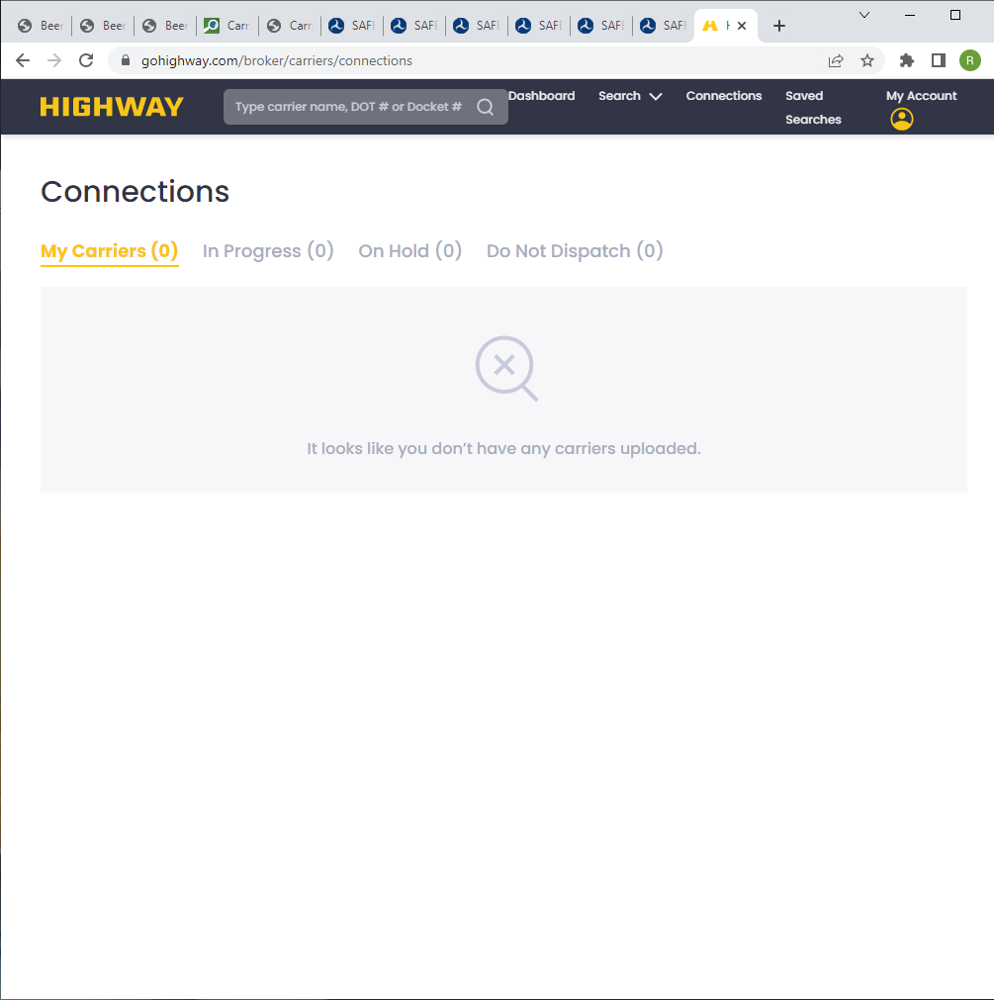 Beer Beer Beer Carr Carr SAFE SAFE SAFE SAFE SAFE SAFE H
gohighway.com/broker/carriers/connections R
HIGHWAY Type carrier name, DOT # or Docket # Dashboard Search Connections Saved Searches My Account
Connections
My Carriers (0) In Progress (0) On Hold (0) Do Not Dispatch (0)
It looks like you don't have any carriers uploaded.